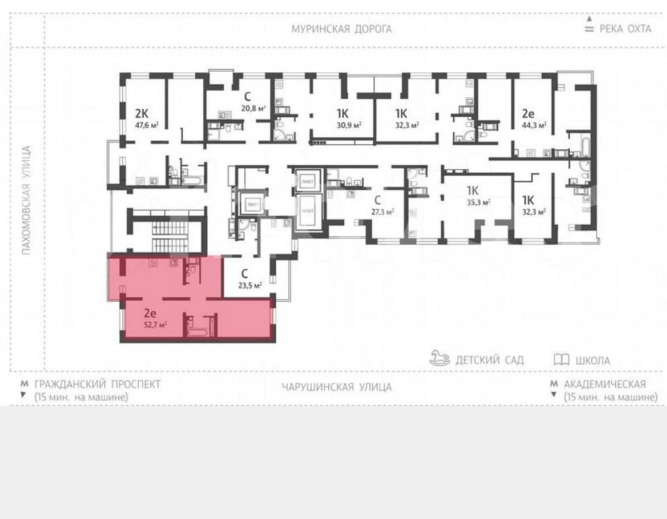 МУРИНСКАЯ ДОРОГА
РЕКА ОХТА
ПАХОМОВСКАЯ УЛИЦА
2К
47,6 м²
С
20,8 м²
1К
30,9 м²
1К
32,3 м²
2е
44,3 м²
С
27,3 м²
1К
35,3 м²
1К
32,3 м²
С
23,5 м²
2е
52,7 м²
ДЕТСКИЙ САД
ШКОЛА
М ГРАЖДАНСКИЙ ПРОСПЕКТ
(15 мин. на машине)
ЧАРУШИНСКАЯ УЛИЦА
М АКАДЕМИЧЕСКАЯ
(15 мин. на машине)